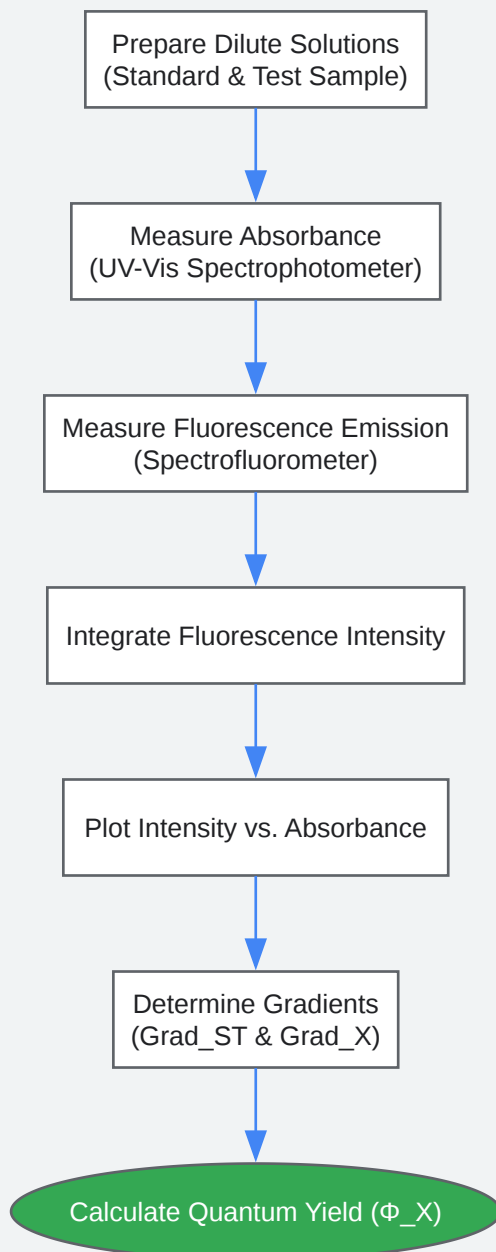 Prepare Dilute Solutions
(Standard & Test Sample)
Measure Absorbance
(UV-Vis Spectrophotometer)
Measure Fluorescence Emission
(Spectrofluorometer)
Integrate Fluorescence Intensity
Plot Intensity vs. Absorbance
Determine Gradients
(Grad_ST & Grad_X)
Calculate Quantum Yield (Φ_X)